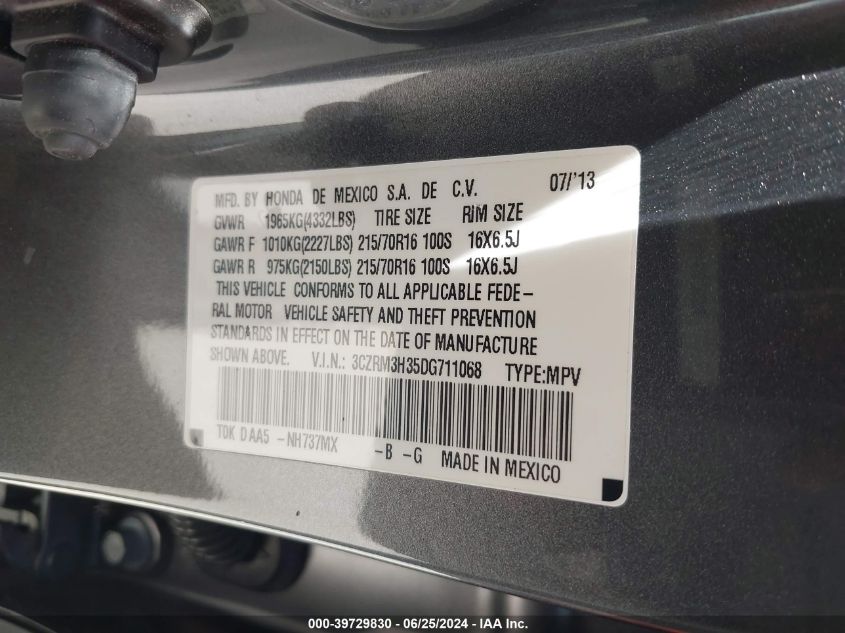 MFD. BY HONDA DE MEXICO S.A. DE C.V. 07/'13
GVWR 1965KG(4332LBS) TIRE SIZE RIM SIZE
GAWR F 1010KG(2227LBS) 215/70R16 100S 16X6.5J
GAWR R 975KG(2150LBS) 215/70R16 100S 16X6.5J
THIS VEHICLE CONFORMS TO ALL APPLICABLE FEDE-
RAL MOTOR VEHICLE SAFETY AND THEFT PREVENTION
STANDARDS IN EFFECT ON THE DATE OF MANUFACTURE
SHOWN ABOVE. V.I.N.: 3CZRM3H35DG711068 TYPE:MPV
T0K D AA5 -NH737MX -B -G MADE IN MEXICO
000-39729830 - 06/25/2024 - IAA Inc.